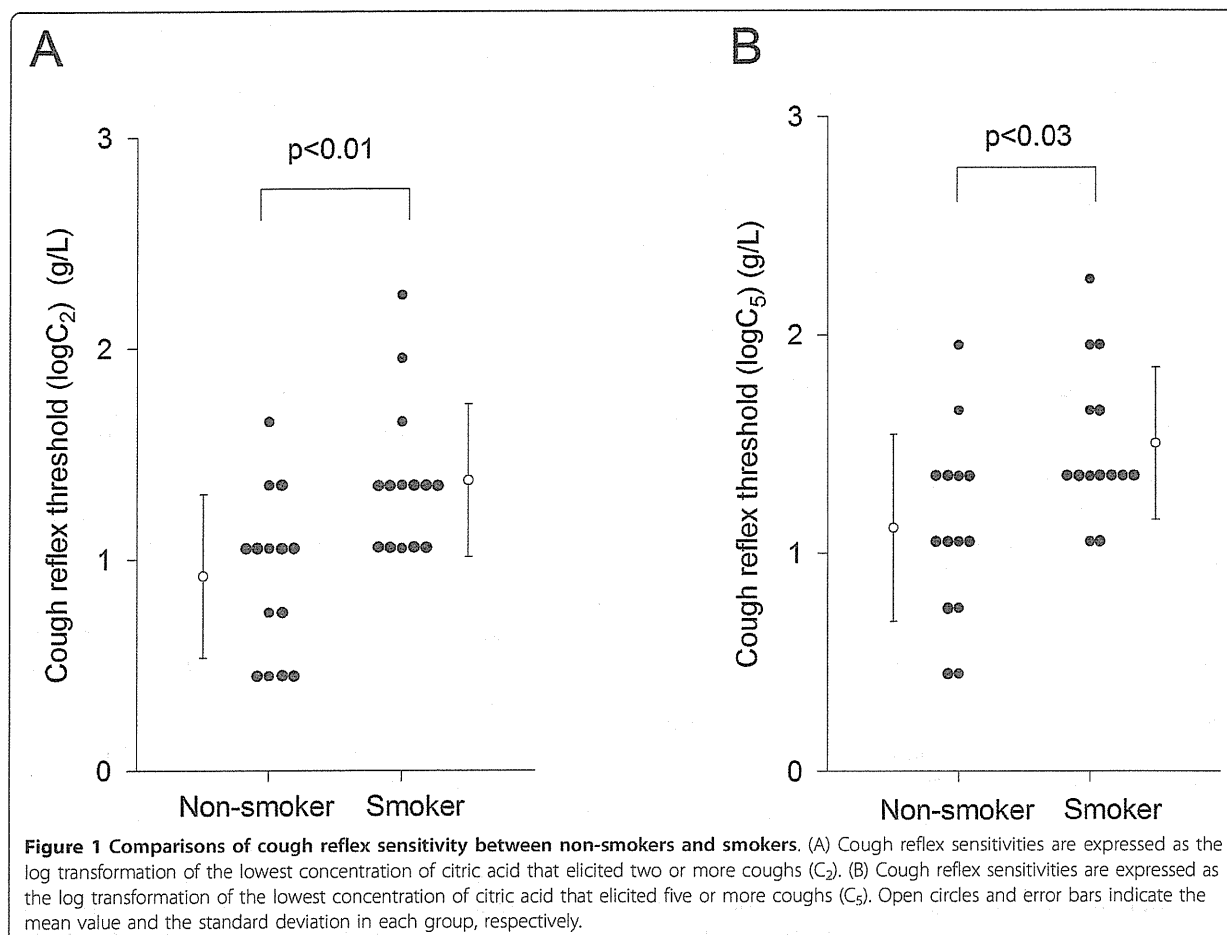 A
B
3
2
1
0
Cough reflex threshold (logC₂) (g/L)
p<0.01
Non-smoker Smoker
3
2
1
0
Cough reflex threshold (logC₅) (g/L)
p<0.03
Non-smoker Smoker
Figure 1 Comparisons of cough reflex sensitivity between non-smokers and smokers. (A) Cough reflex sensitivities are expressed as the
log transformation of the lowest concentration of citric acid that elicited two or more coughs (C₂). (B) Cough reflex sensitivities are expressed as
the log transformation of the lowest concentration of citric acid that elicited five or more coughs (C₅). Open circles and error bars indicate the
mean value and the standard deviation in each group, respectively.